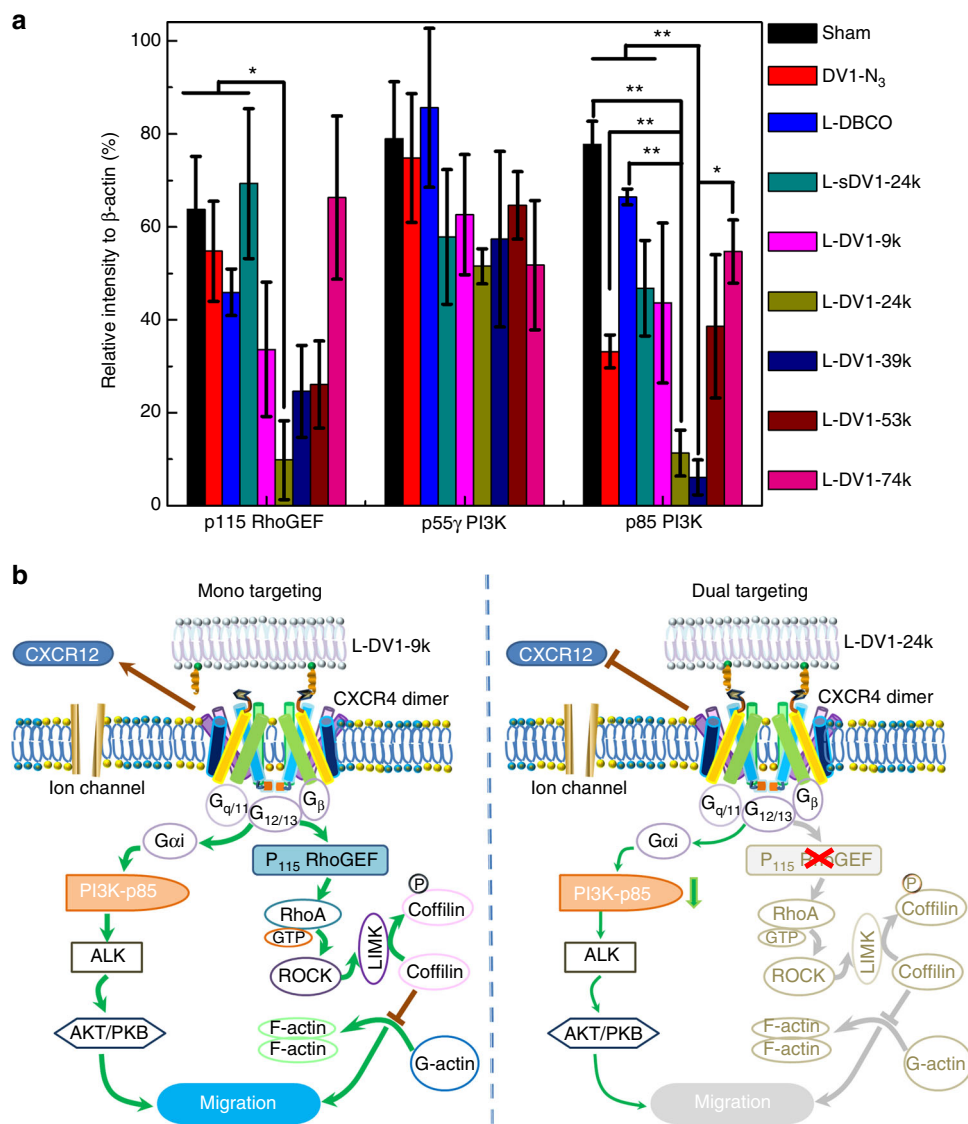 a
Relative intensity to β-actin (%)
100
80
60
40
20
0
*
**
**
**
**
*
p115 RhoGEF
p55γ PI3K
p85 PI3K
Sham
DV1-N3
L-DBCO
L-sDV1-24k
L-DV1-9k
L-DV1-24k
L-DV1-39k
L-DV1-53k
L-DV1-74k
b
Mono targeting
L-DV1-9k
CXCR12
CXCR4 dimer
Ion channel
Gq/11
G12/13
Gβ
Gαi
P115 RhoGEF
PI3K-p85
RhoA
GTP
P
Coffilin
LIMK
ALK
ROCK
Coffilin
AKT/PKB
F-actin
F-actin
G-actin
Migration
Dual targeting
L-DV1-24k
CXCR12
CXCR4 dimer
Ion channel
Gq/11
G12/13
Gβ
Gαi
P115 RhoGEF
PI3K-p85
RhoA
GTP
P
Coffilin
LIMK
ALK
ROCK
Coffilin
AKT/PKB
F-actin
F-actin
G-actin
Migration